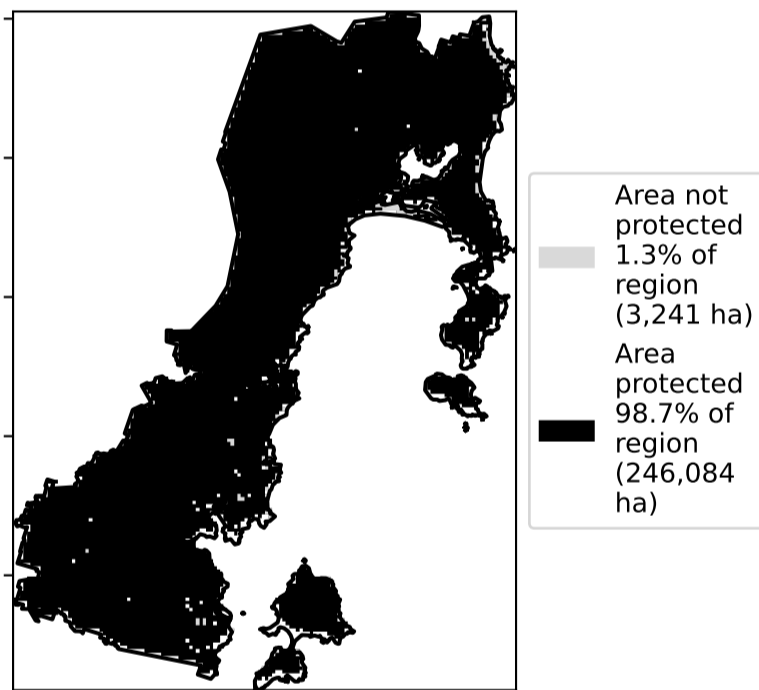 Area not
protected
1.3% of
region
(3,241 ha)
Area
protected
98.7% of
region
(246,084
ha)